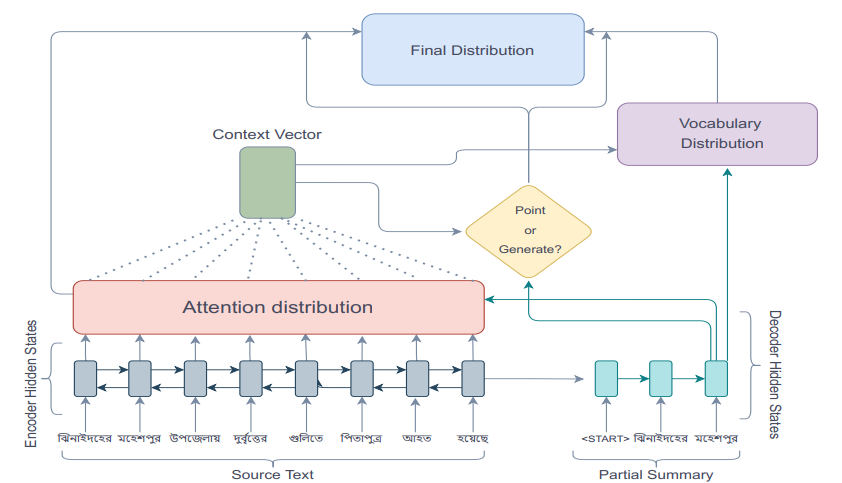 Final Distribution
Vocabulary
Distribution
Context Vector
Point
or
Generate?
Attention distribution
Encoder Hidden States
Decoder Hidden States
ঝিনাইদহের মহেশপুর উপজেলায় দুর্বৃত্তের গুলিতে পিতাপুত্র আহত হয়েছে
<START> ঝিনাইদহের মহেশপুর
Source Text
Partial Summary